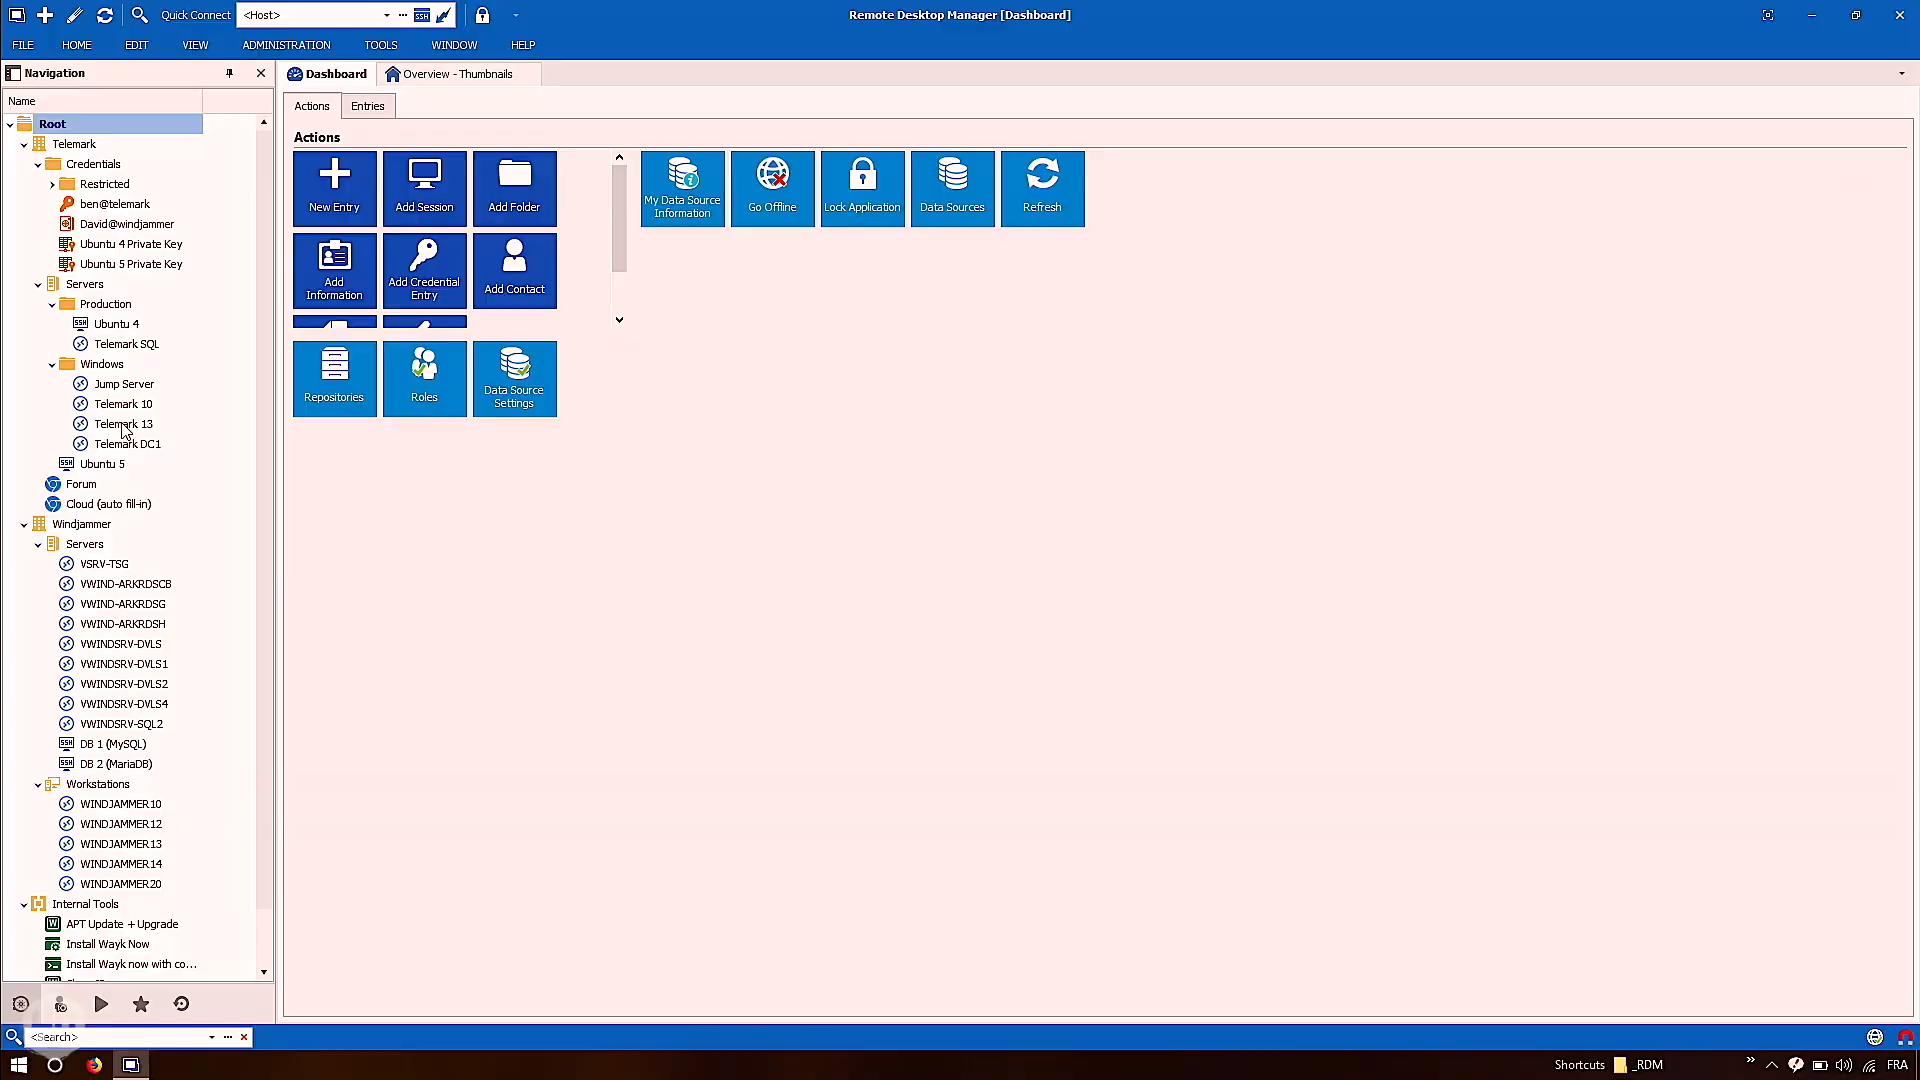 Quick Connect <Host> SSH Remote Desktop Manager [Dashboard]
FILE HOME EDIT VIEW ADMINISTRATION TOOLS WINDOW HELP
Navigation
Name
Root
Telemark
Credentials
Restricted
ben@telemark
David@windjammer
Ubuntu 4 Private Key
Ubuntu 5 Private Key
Servers
Production
Ubuntu 4
Telemark SQL
Windows
Jump Server
Telemark 10
Telemark 13
Telemark DC1
Ubuntu 5
Forum
Cloud (auto fill-in)
Windjammer
Servers
VSRV-TSG
VWIND-ARKRDSCB
VWIND-ARKRDSG
VWIND-ARKRDSH
VWINDSRV-DVLS
VWINDSRV-DVLS1
VWINDSRV-DVLS2
VWINDSRV-DVLS4
VWINDSRV-SQL2
DB 1 (MySQL)
DB 2 (MariaDB)
Workstations
WINDJAMMER10
WINDJAMMER12
WINDJAMMER13
WINDJAMMER14
WINDJAMMER20
Internal Tools
APT Update + Upgrade
Install Wayk Now
Install Wayk now with co...
Dashboard Overview - Thumbnails
Actions Entries
Actions
New Entry Add Session Add Folder
Add Information Add Credential Entry Add Contact
Repositories Roles Data Source Settings
My Data Source Information Go Offline Lock Application Data Sources Refresh
<Search>
Shortcuts _RDM FRA